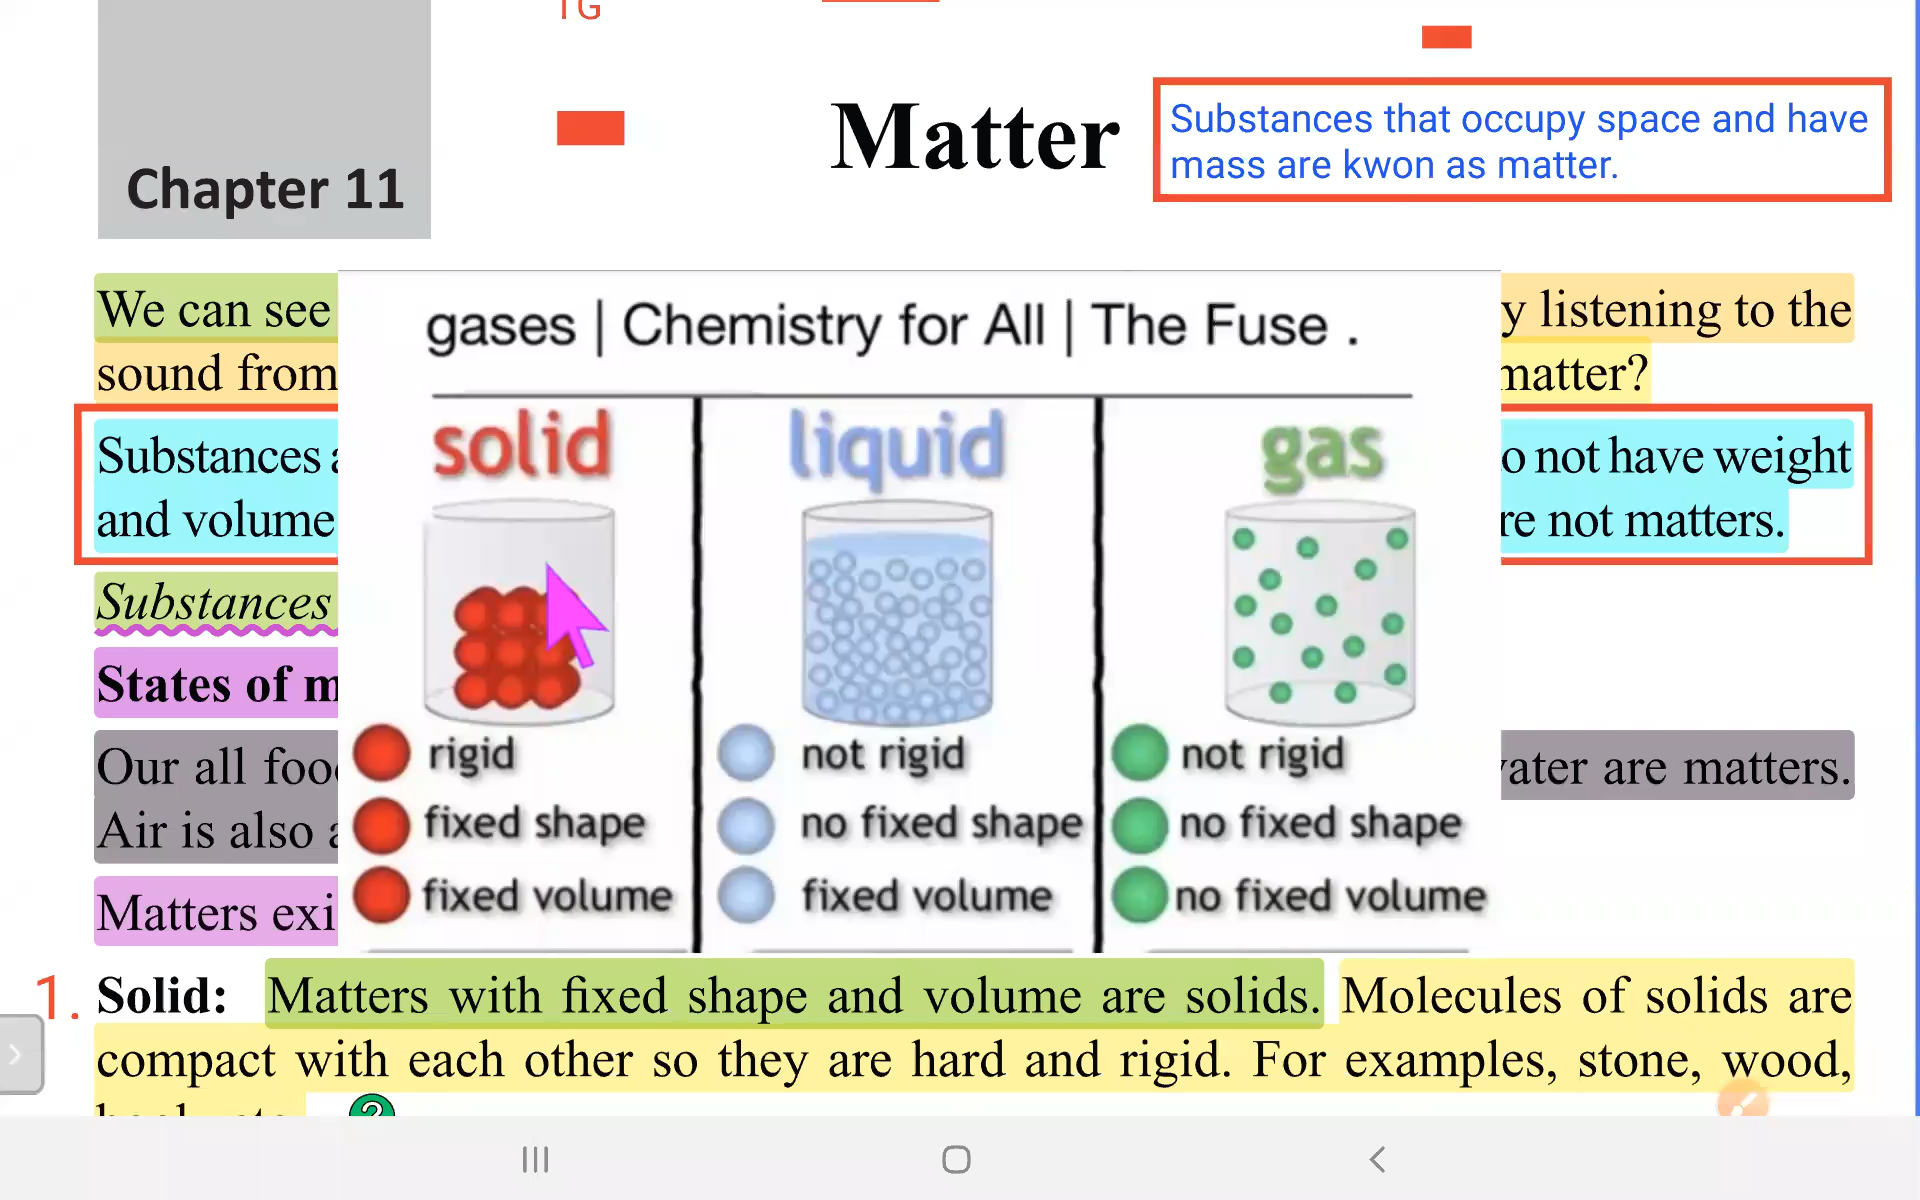 TG
Matter
Substances that occupy space and have
mass are kwon as matter.
Chapter 11
We can see
y listening to the
sound from
matter?
Substances
o not have weight
and volume
re not matters.
Substances
States of m
Our all foo
vater are matters.
Air is also a
Matters exi
gases | Chemistry for All | The Fuse .
solid
liquid
gas
rigid
not rigid
not rigid
fixed shape
no fixed shape
no fixed shape
fixed volume
fixed volume
no fixed volume
1. Solid: Matters with fixed shape and volume are solids. Molecules of solids are
compact with each other so they are hard and rigid. For examples, stone, wood,